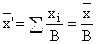 x̅' = ∑ xᵢ/B = x̅/B